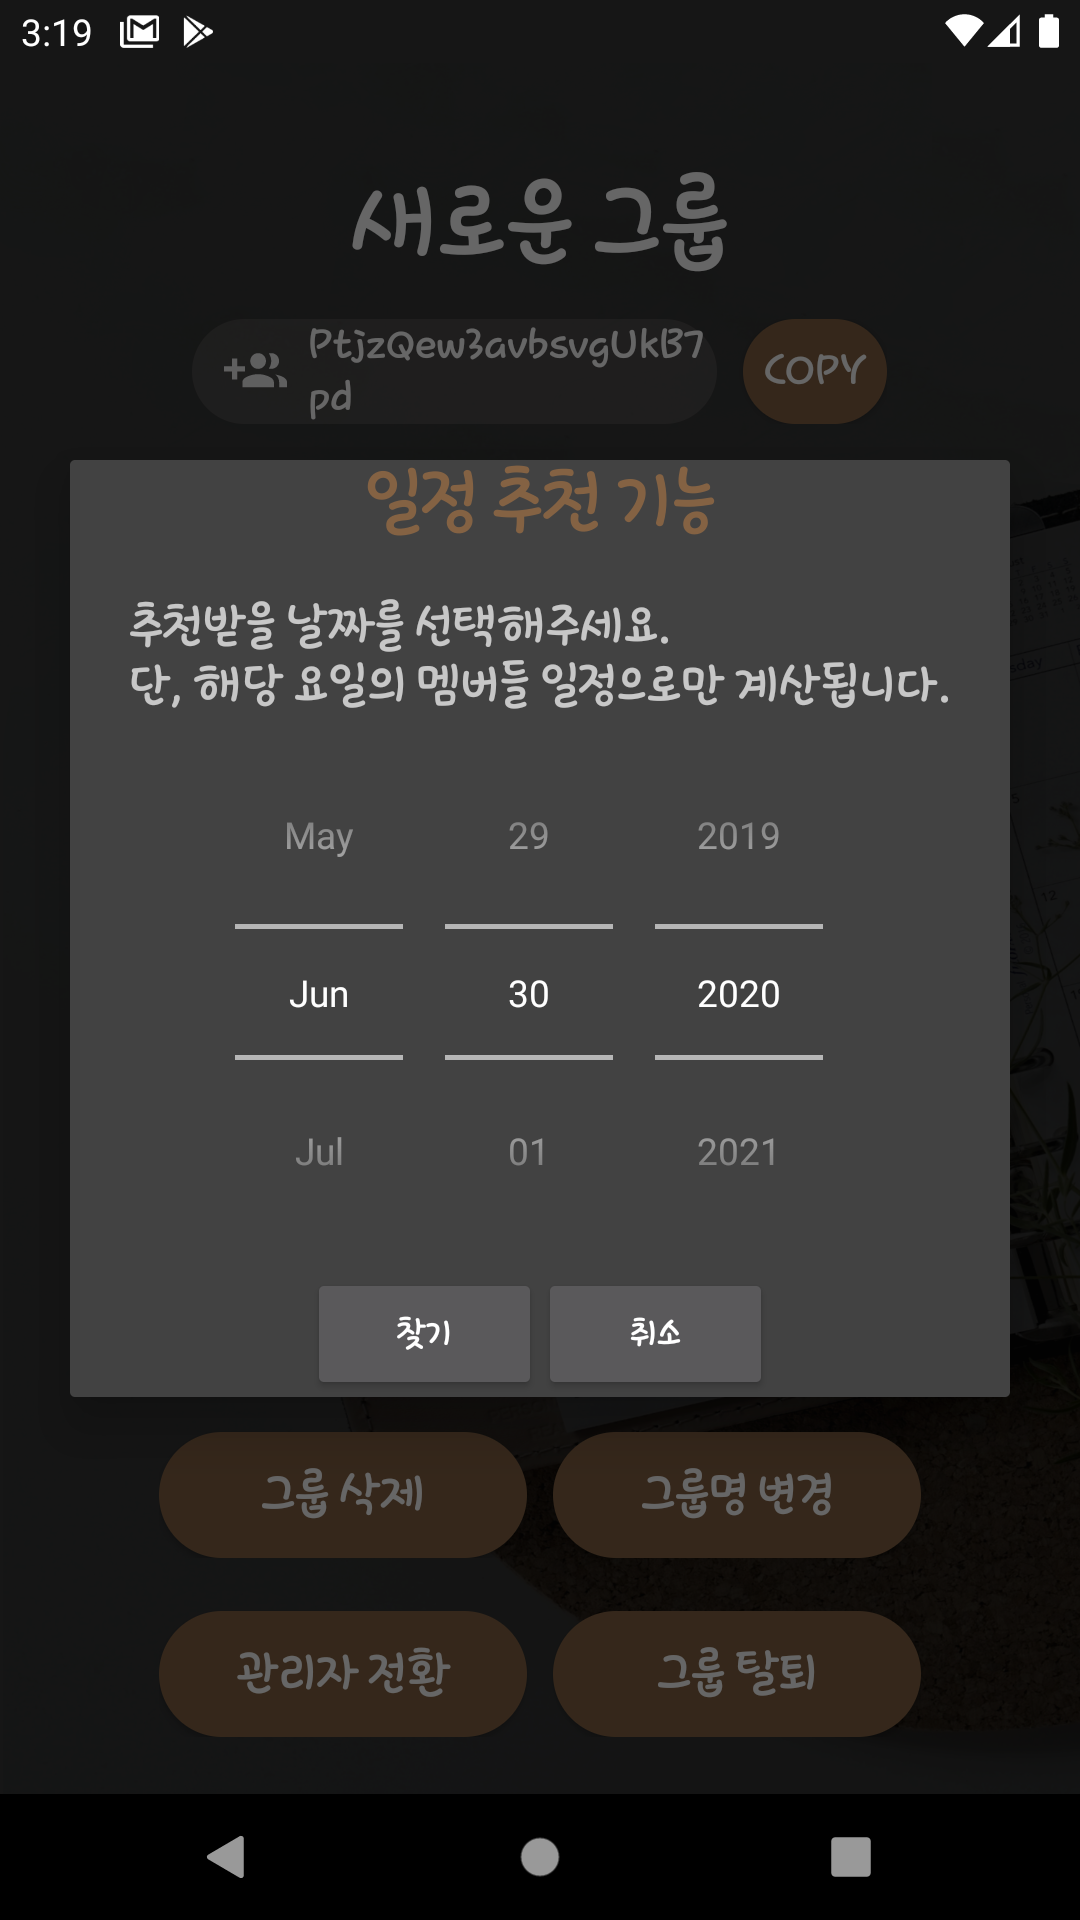 3:19
새로운 그룹
PtjzQew3avbsvgUkB7
pd
COPY
일정 추천 기능
추천받을 날짜를 선택해주세요.
단, 해당 요일의 멤버들 일정으로만 계산됩니다.
May 29 2019
Jun 30 2020
Jul 01 2021
찾기 취소
그룹 삭제 그룹명 변경
관리자 전환 그룹 탈퇴